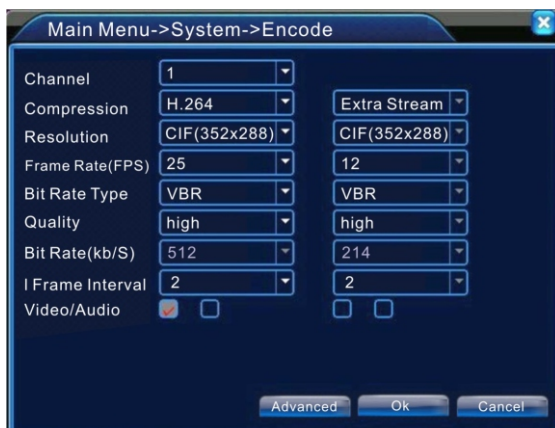 Main Menu->System->Encode
Channel 1
Compression H.264 Extra Stream
Resolution CIF(352x288) CIF(352x288)
Frame Rate(FPS) 25 12
Bit Rate Type VBR VBR
Quality high high
Bit Rate(kb/S) 512 214
I Frame Interval 2 2
Video/Audio
Advanced Ok Cancel